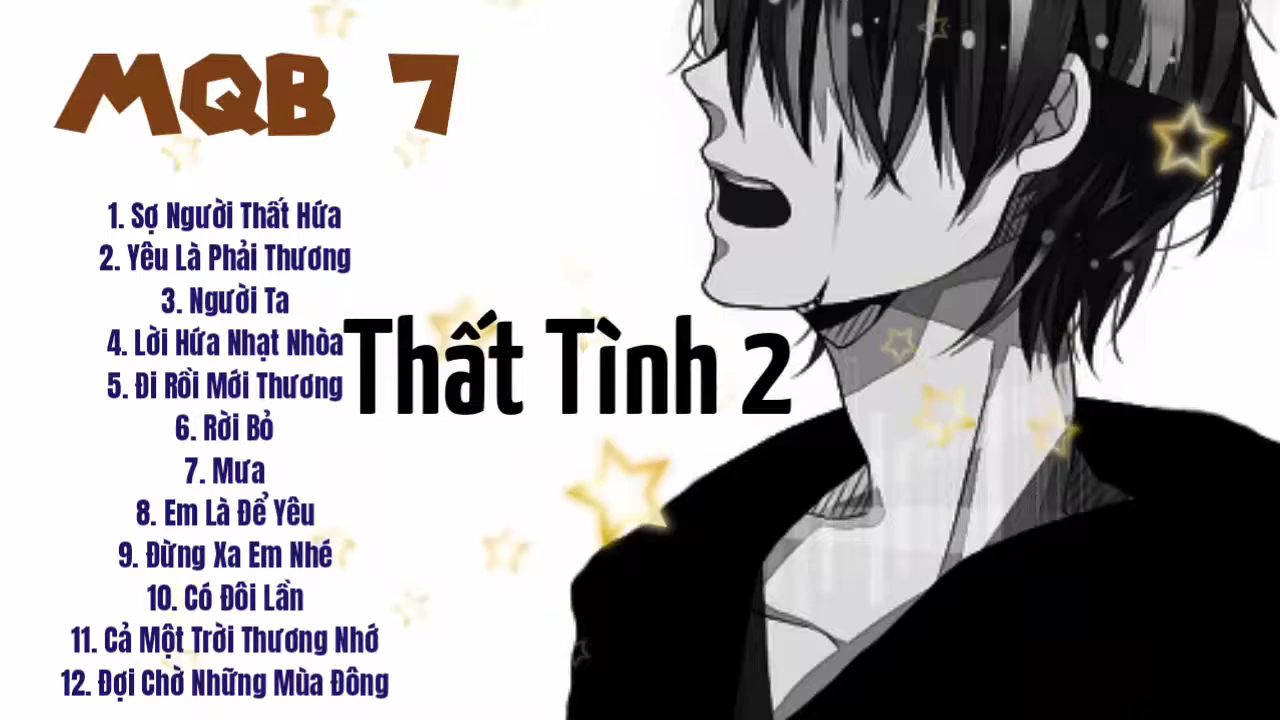 MQB 7
1. Sợ Người Thất Hứa
2. Yêu Là Phải Thương
3. Người Ta
4. Lời Hứa Nhạt Nhòa
5. Đi Rồi Mới Thương
6. Rời Bỏ
7. Mưa
8. Em Là Để Yêu
9. Đừng Xa Em Nhé
10. Có Đôi Lần
11. Cả Một Trời Thương Nhớ
12. Đợi Chờ Những Mùa Đông
Thất Tình 2